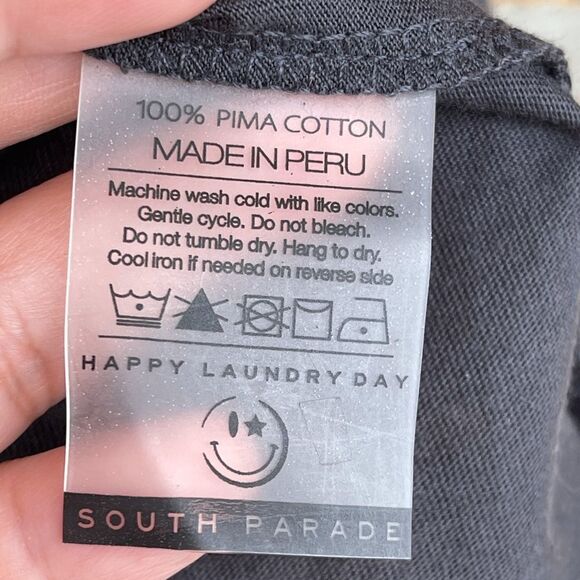 100% PIMA COTTON
MADE IN PERU
Machine wash cold with like colors.
Gentle cycle. Do not bleach.
Do not tumble dry. Hang to dry.
Cool iron if needed on reverse side
HAPPY LAUNDRY DAY
SOUTH PARADE